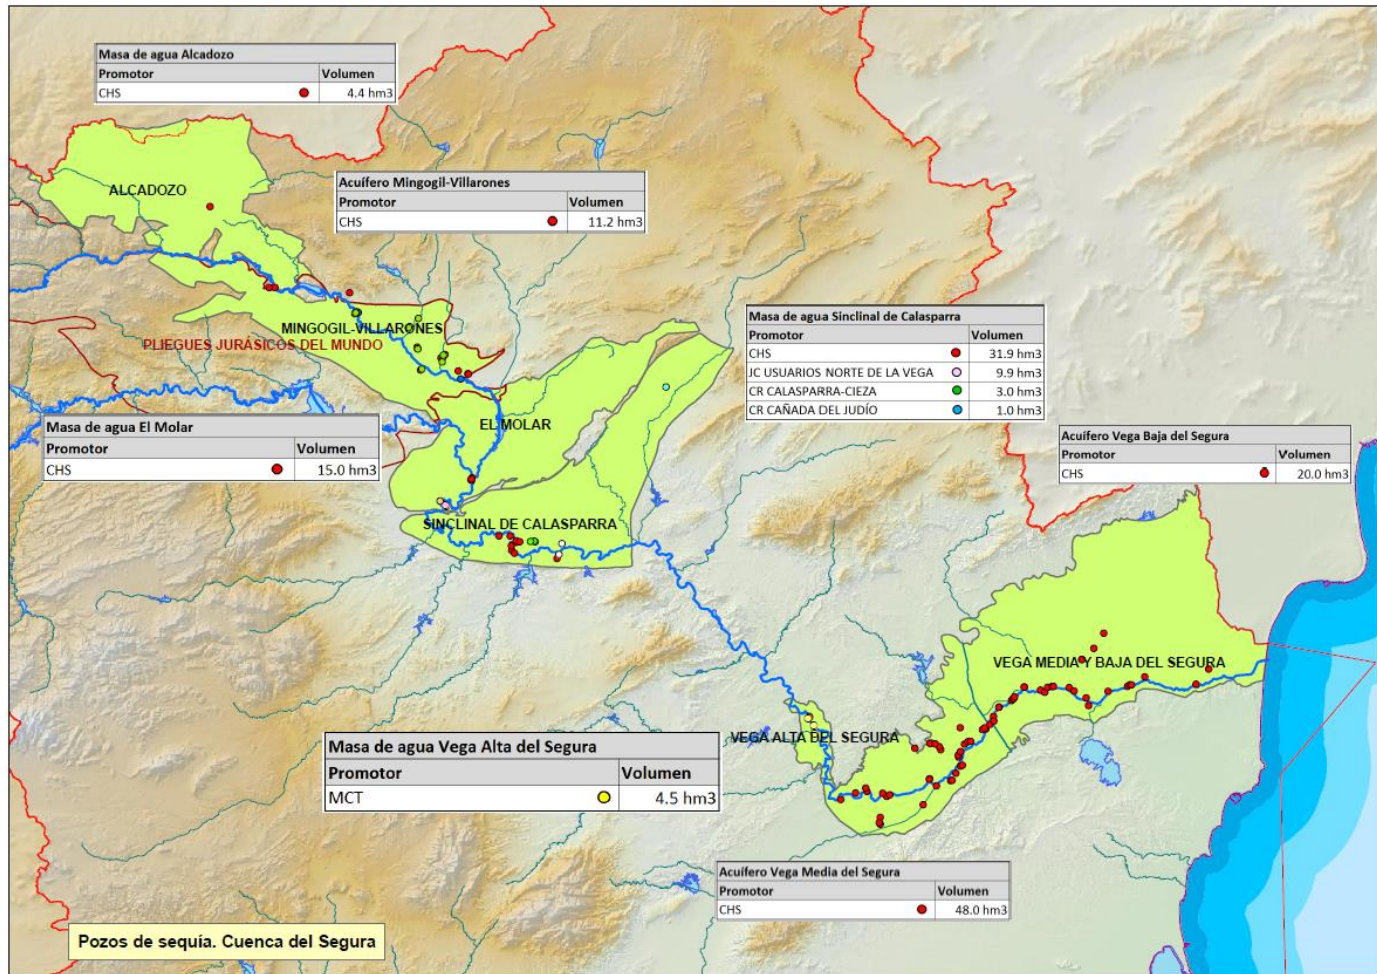 Masa de agua Alcadozo
Promotor Volumen
CHS 4.4 hm3
ALCADOZO
Acuífero Mingogil-Villarones
Promotor Volumen
CHS 11.2 hm3
MINGOGIL-VILLARONES
PLIEGUES JURÁSICOS DEL MUNDO
Masa de agua Sinclinal de Calasparra
Promotor Volumen
CHS 31.9 hm3
JC USUARIOS NORTE DE LA VEGA 9.9 hm3
CR CALASPARRA-CIEZA 3.0 hm3
CR CAÑADA DEL JUDÍO 1.0 hm3
Masa de agua El Molar
Promotor Volumen
CHS 15.0 hm3
EL MOLAR
Acuífero Vega Baja del Segura
Promotor Volumen
CHS 20.0 hm3
SINCLINAL DE CALASPARRA
VEGA MEDIA Y BAJA DEL SEGURA
VEGA ALTA DEL SEGURA
Masa de agua Vega Alta del Segura
Promotor Volumen
MCT 4.5 hm3
Acuífero Vega Media del Segura
Promotor Volumen
CHS 48.0 hm3
Pozos de sequía. Cuenca del Segura